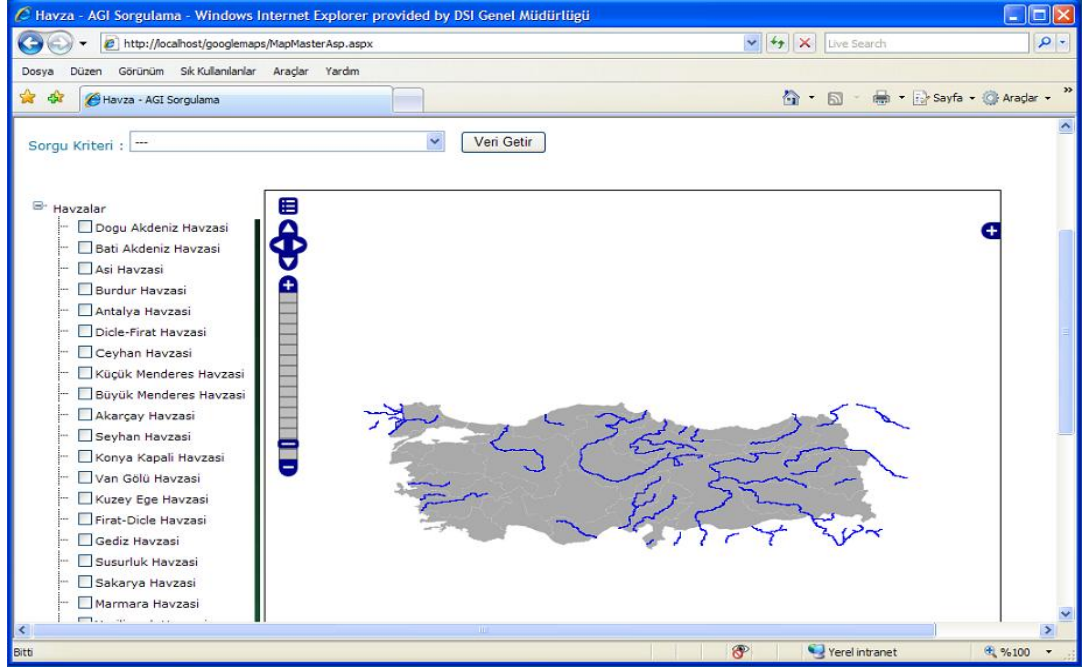 Havza - AGI Sorgulama - Windows Internet Explorer provided by DSI Genel Müdürlügü
http://localhost/googlemaps/MapMasterAsp.aspx
Live Search
Dosya Düzen Görünüm Sık Kullanılanlar Araçlar Yardım
Havza - AGI Sorgulama
Sayfa Araçlar
Sorgu Kriteri : ---
Veri Getir
Havzalar
Dogu Akdeniz Havzasi
Bati Akdeniz Havzasi
Asi Havzasi
Burdur Havzasi
Antalya Havzasi
Dicle-Firat Havzasi
Ceyhan Havzasi
Küçük Menderes Havzasi
Büyük Menderes Havzasi
Akarçay Havzasi
Seyhan Havzasi
Konya Kapali Havzasi
Van Gölü Havzasi
Kuzey Ege Havzasi
Firat-Dicle Havzasi
Gediz Havzasi
Susurluk Havzasi
Sakarya Havzasi
Marmara Havzasi
Bitti
Yerel intranet
%100